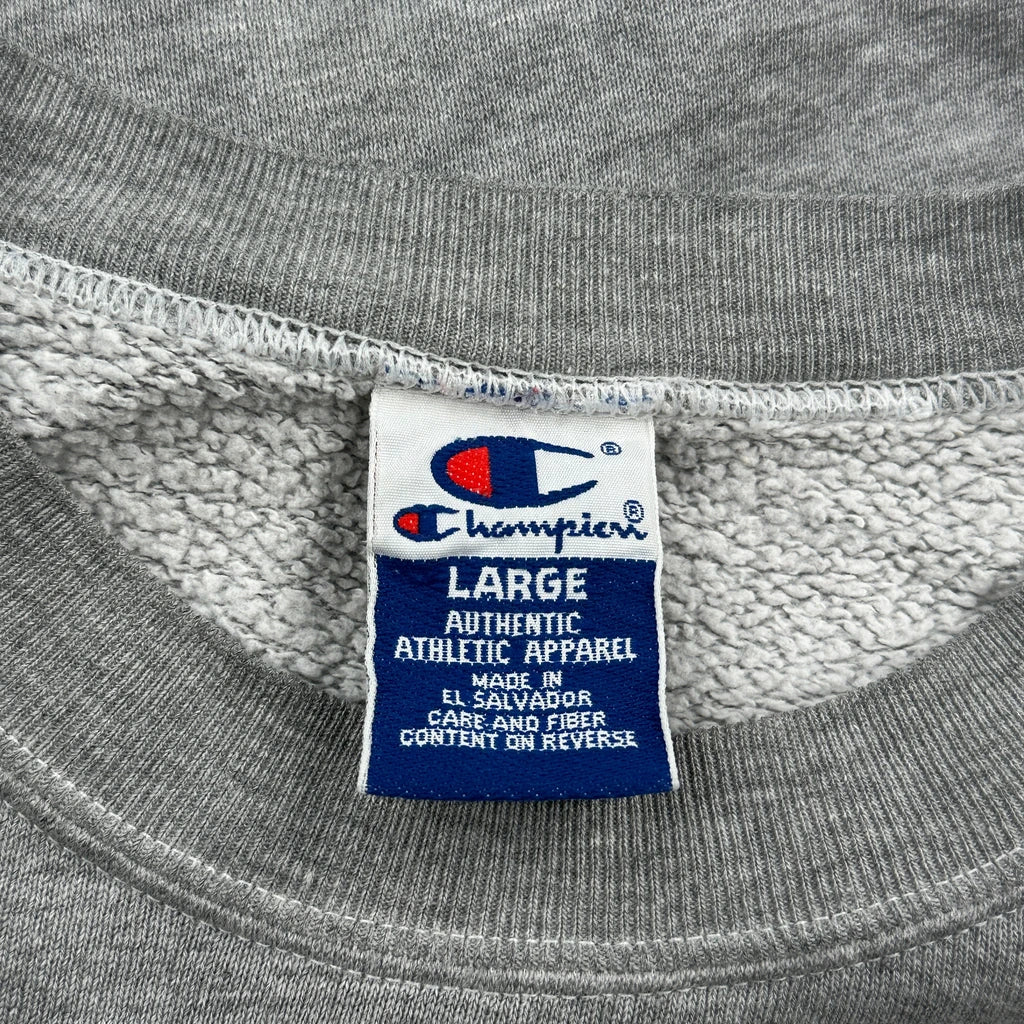 ®
Champion®
LARGE
AUTHENTIC
ATHLETIC APPAREL
MADE IN
EL SALVADOR
CARE AND FIBER
CONTENT ON REVERSE